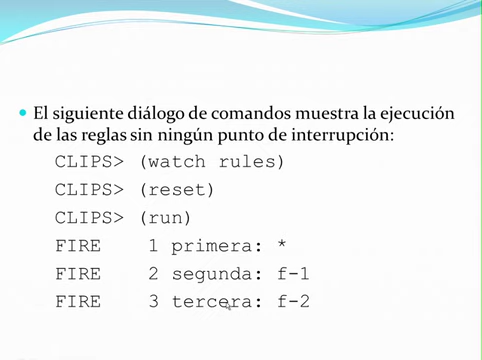 • El siguiente diálogo de comandos muestra la ejecución
de las reglas sin ningún punto de interrupción:
CLIPS> (watch rules)
CLIPS> (reset)
CLIPS> (run)
FIRE    1 primera: *
FIRE    2 segunda: f-1
FIRE    3 tercera: f-2